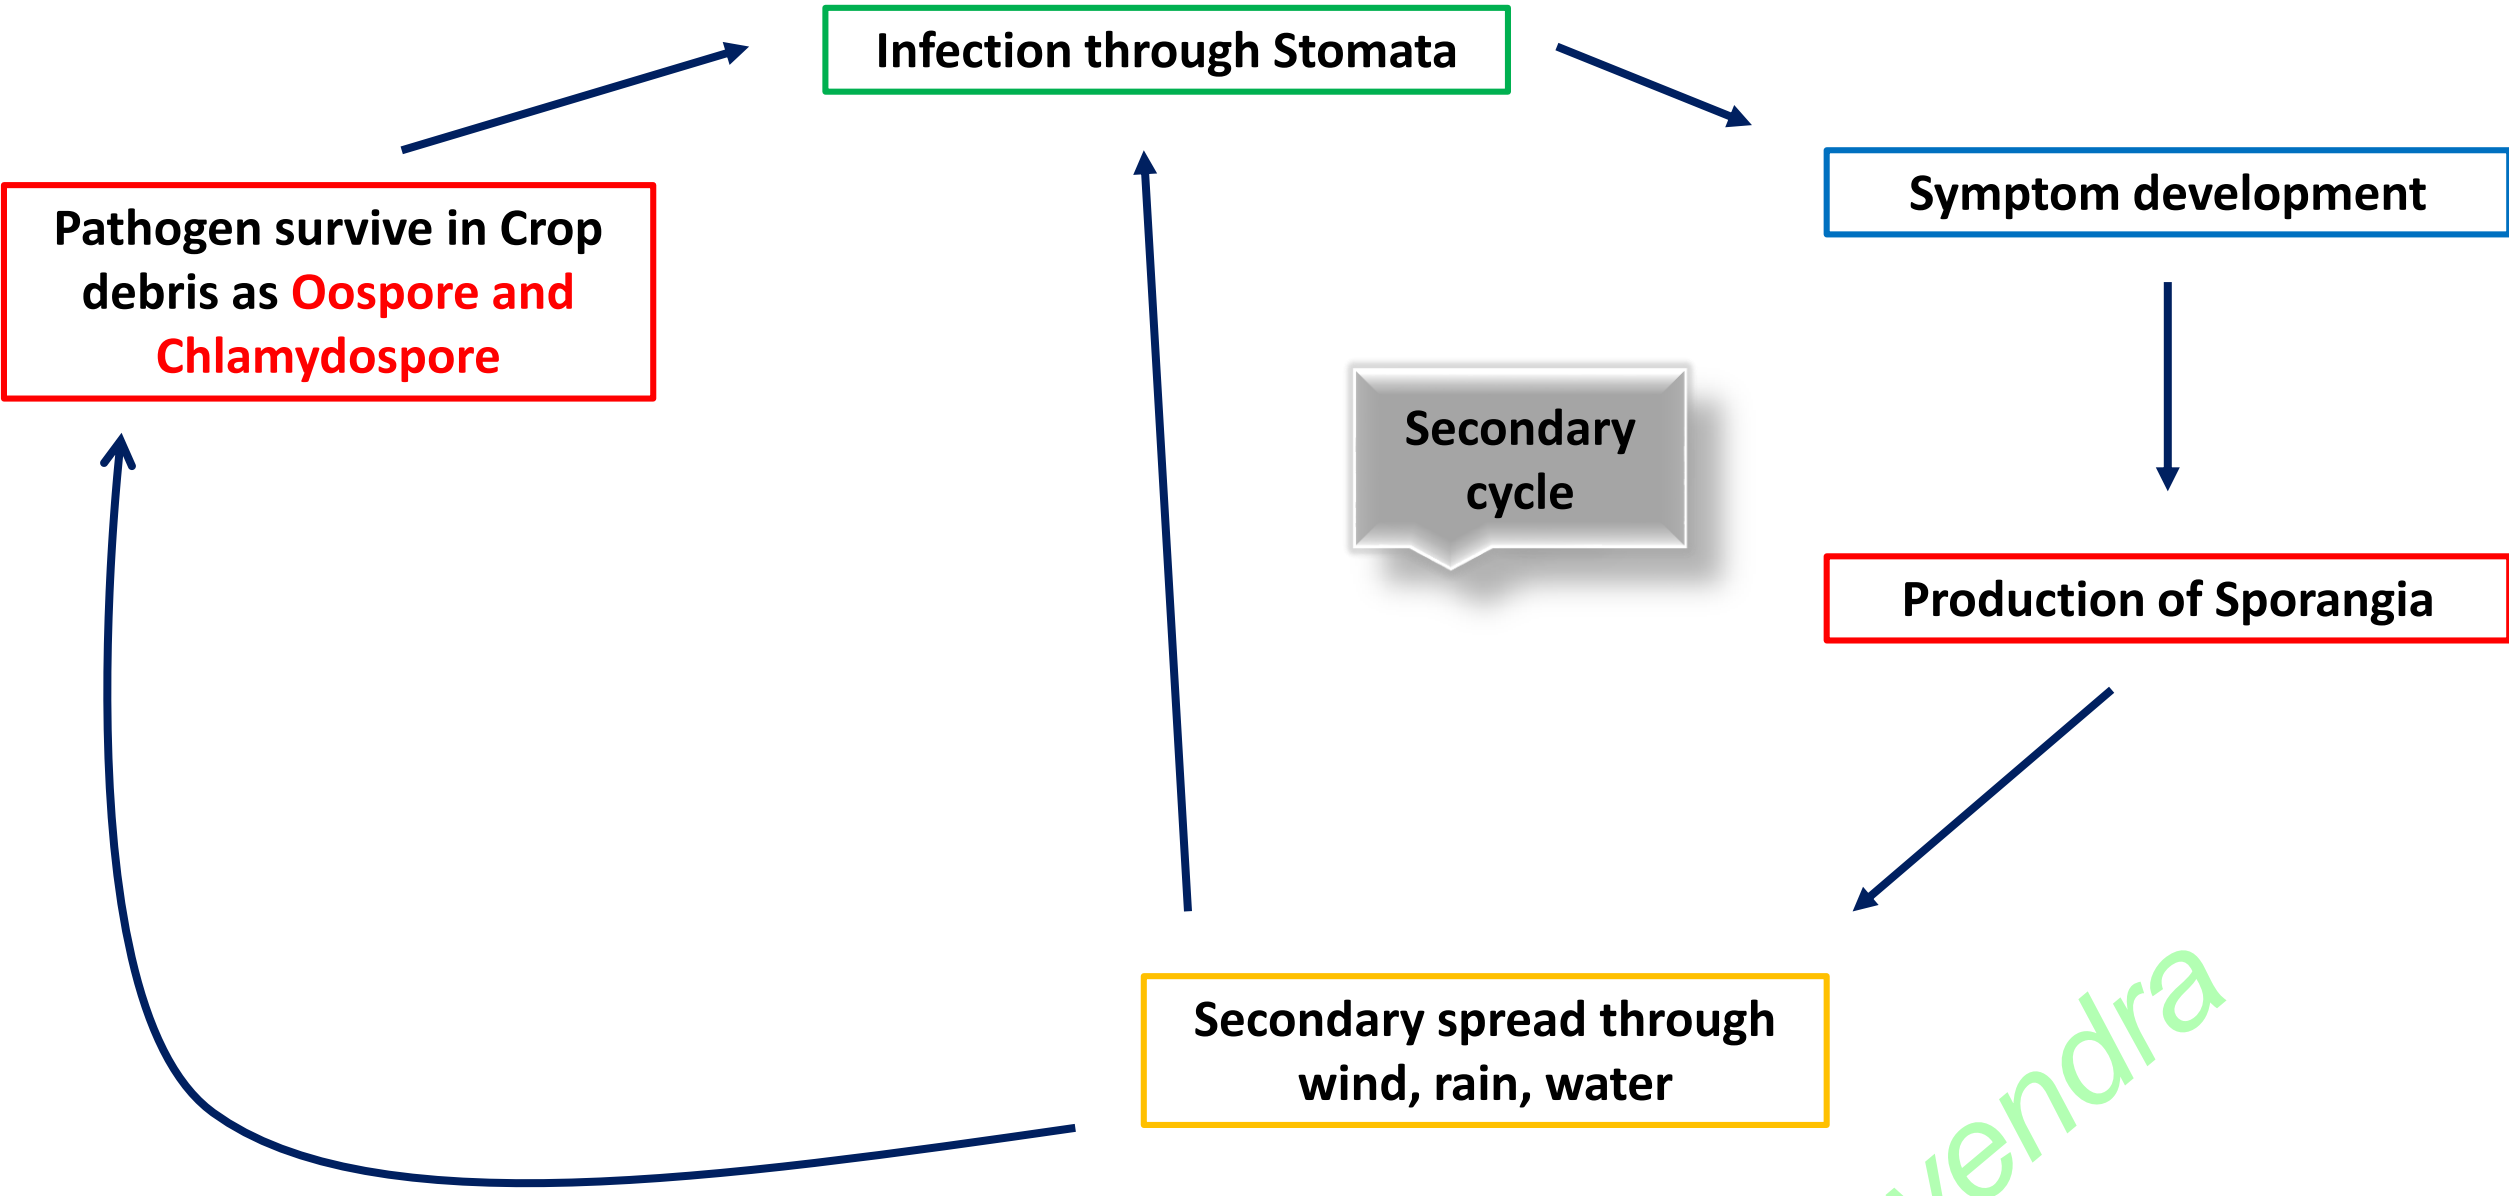 Infection through Stomata
Symptom development
Pathogen survive in Crop
debris as Oospore and
Chlamydospore
Secondary
cycle
Production of Sporangia
Secondary spread through
wind, rain, water